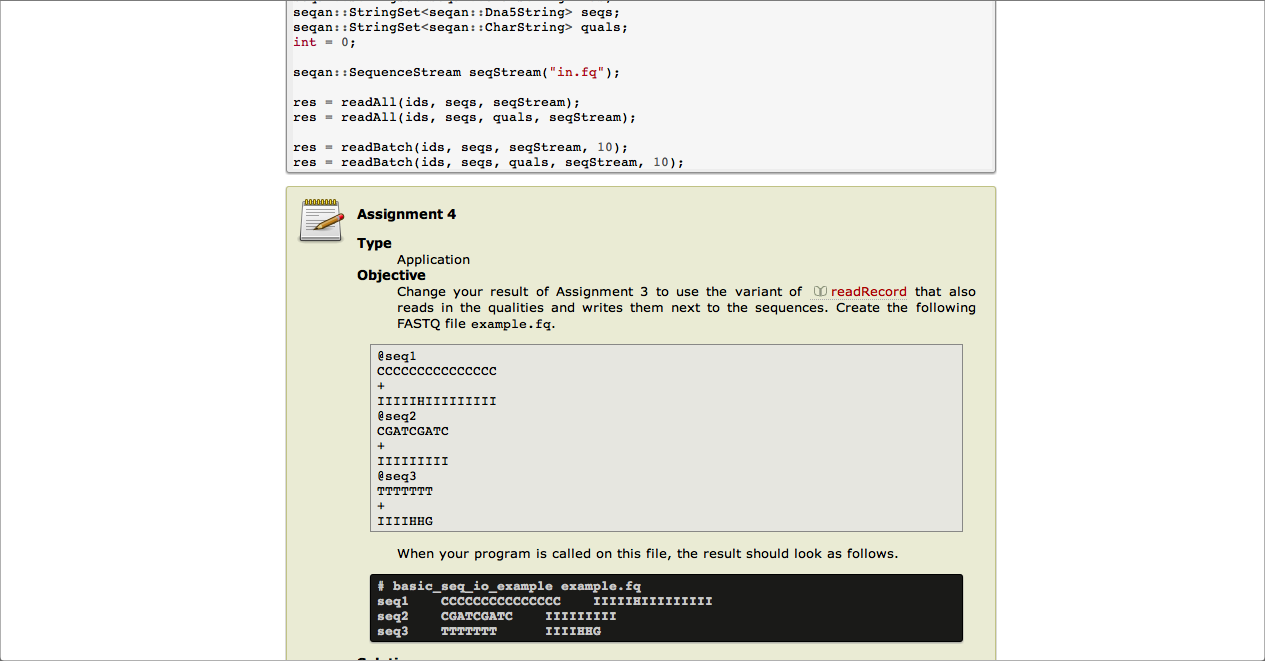 seqan::StringSet<seqan::Dna5String> seqs;
seqan::StringSet<seqan::CharString> quals;
int = 0;
seqan::SequenceStream seqStream("in.fq");
res = readAll(ids, seqs, seqStream);
res = readAll(ids, seqs, quals, seqStream);
res = readBatch(ids, seqs, seqStream, 10);
res = readBatch(ids, seqs, quals, seqStream, 10);
Assignment 4
Type
Application
Objective
Change your result of Assignment 3 to use the variant of readRecord that also
reads in the qualities and writes them next to the sequences. Create the following
FASTQ file example.fq.
@seq1
CCCCCCCCCCCCCCC
+
IIIIIHIIIIIIIII
@seq2
CGATCGATC
+
IIIIIIIII
@seq3
TTTTTTT
+
IIIIHHG
When your program is called on this file, the result should look as follows.
# basic_seq_io_example example.fq
seq1    CCCCCCCCCCCCCCC    IIIIIHIIIIIIIII
seq2    CGATCGATC    IIIIIIIII
seq3    TTTTTTT      IIIIHHG